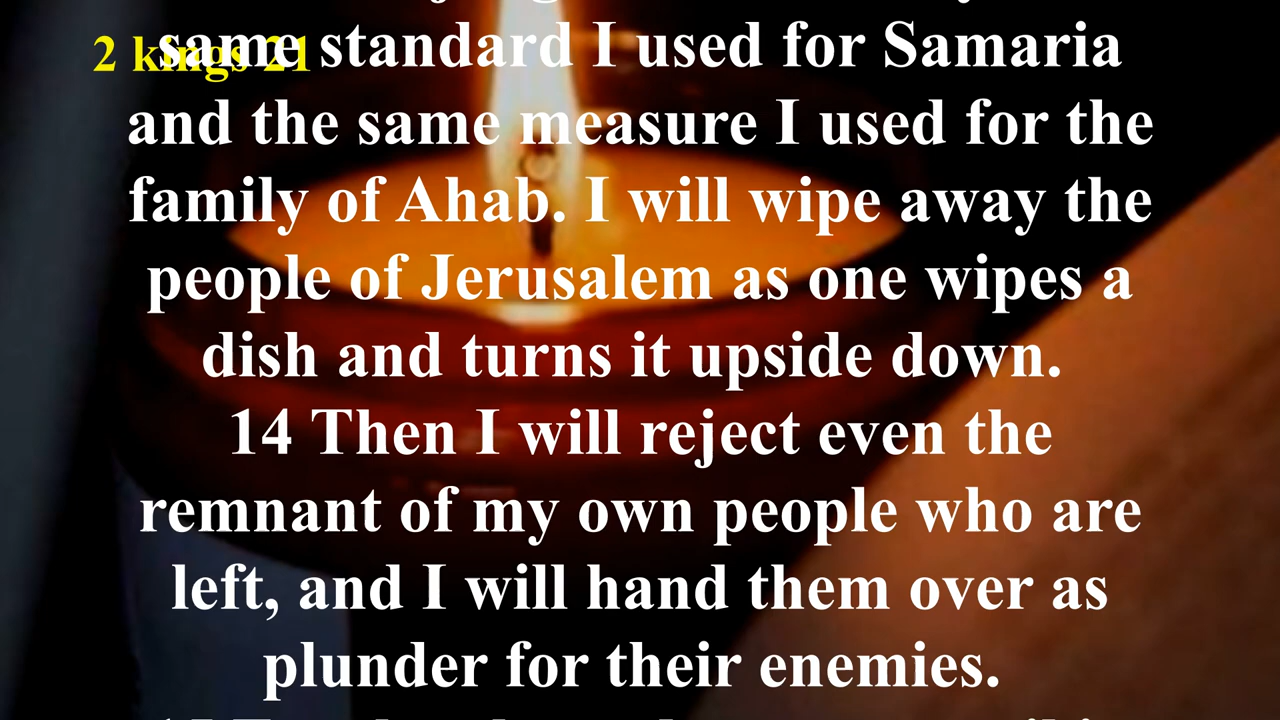 2 kings 21
same standard I used for Samaria
and the same measure I used for the
family of Ahab. I will wipe away the
people of Jerusalem as one wipes a
dish and turns it upside down.
14 Then I will reject even the
remnant of my own people who are
left, and I will hand them over as
plunder for their enemies.